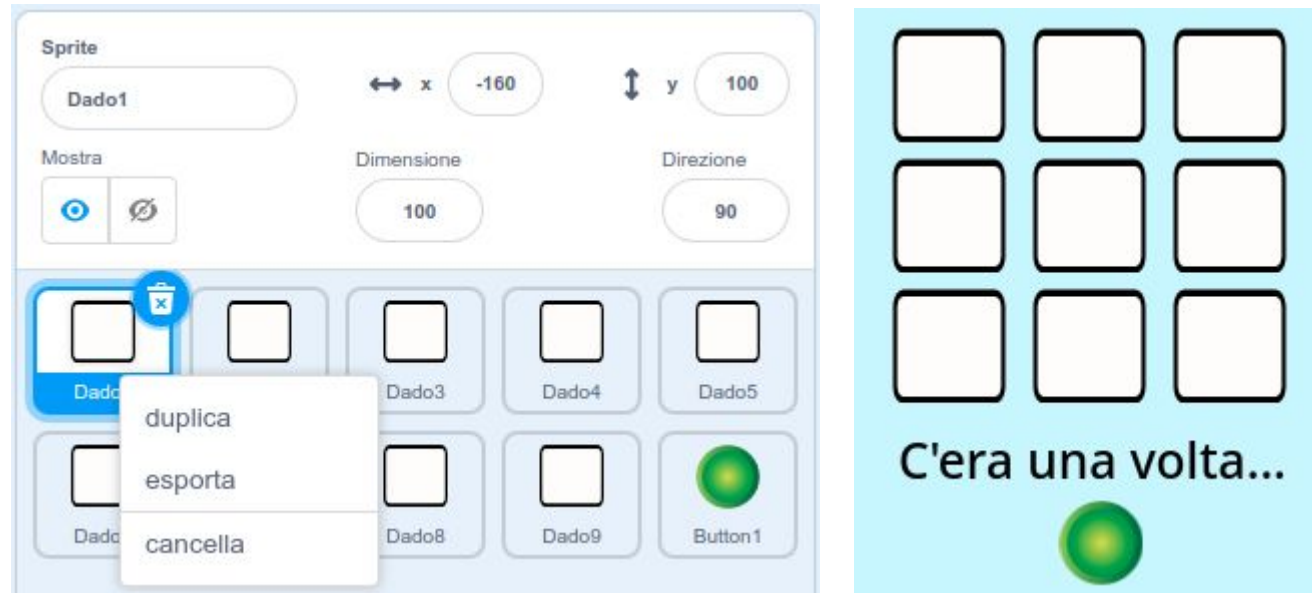 Sprite
Dado1
x -160
y 100
Mostra
Dimensione
Direzione
100
90
Dado3
Dado4
Dado5
duplica
esporta
cancella
Dado8
Dado9
Button1
C'era una volta...